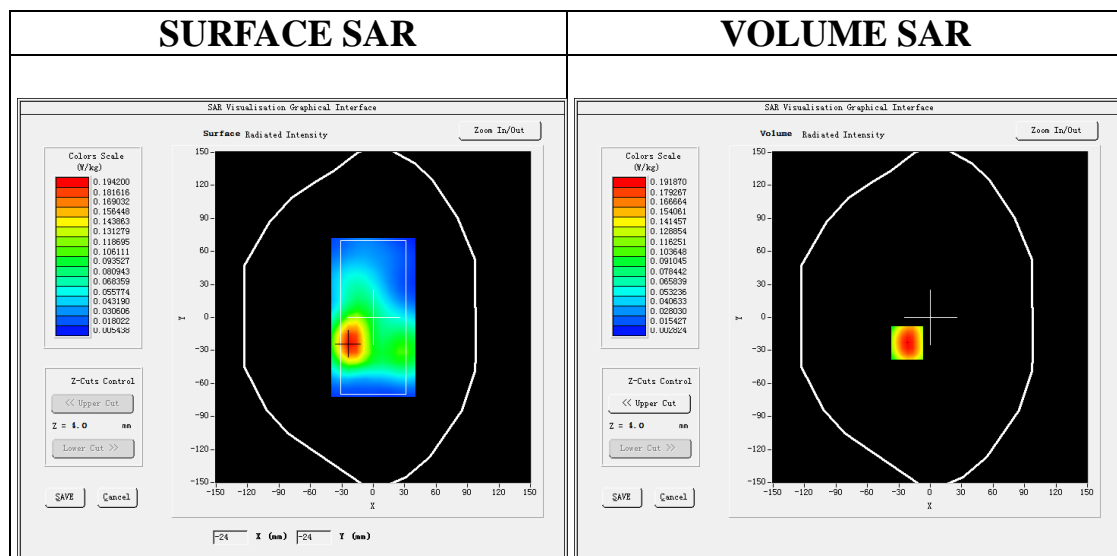 SURFACE SAR
VOLUME SAR
SAR Visualisation Graphical Interface
Surface Radiated Intensity
Zoom In/Out
Colors Scale
(W/kg)
0.194200
0.181616
0.169032
0.156448
0.143863
0.131279
0.118695
0.106111
0.093527
0.080943
0.068359
0.055774
0.043190
0.030606
0.018022
0.005438
150
120
90
60
30
0
-30
-60
-90
-120
-150
Y
-150 -120 -90 -60 -30 0 30 60 90 120 150
X
Z-Cuts Control
<< Upper Cut
Z = 4.0 mm
Lower Cut >>
SAVE Cancel
-24 X (mm) -24 Y (mm)
SAR Visualisation Graphical Interface
Volume Radiated Intensity
Zoom In/Out
Colors Scale
(W/kg)
0.191870
0.179267
0.166664
0.154061
0.141457
0.128854
0.116251
0.103648
0.091045
0.078442
0.065839
0.053236
0.040633
0.028030
0.015427
0.002824
150
120
90
60
30
0
-30
-60
-90
-120
-150
Y
-150 -120 -90 -60 -30 0 30 60 90 120 150
X
Z-Cuts Control
<< Upper Cut
Z = 4.0 mm
Lower Cut >>
SAVE Cancel